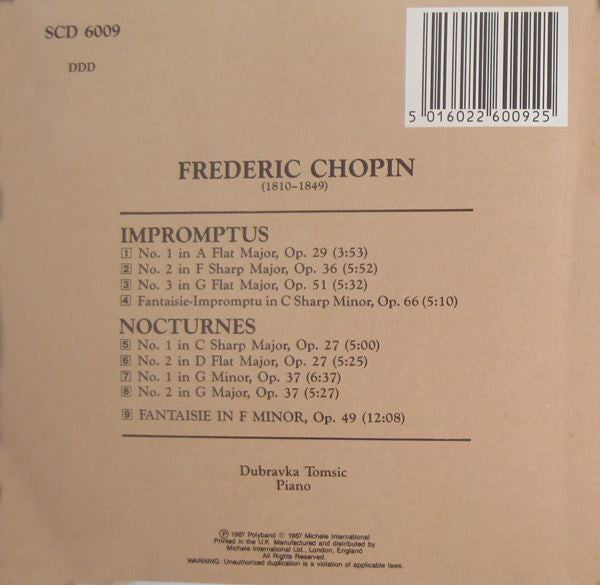 SCD 6009
DDD
5 016022 600925
FREDERIC CHOPIN
(1810–1849)
IMPROMPTUS
1 No. 1 in A Flat Major, Op. 29 (3:53)
2 No. 2 in F Sharp Major, Op. 36 (5:52)
3 No. 3 in G Flat Major, Op. 51 (5:32)
4 Fantaisie-Impromptu in C Sharp Minor, Op. 66 (5:10)
NOCTURNES
5 No. 1 in C Sharp Major, Op. 27 (5:00)
6 No. 2 in D Flat Major, Op. 27 (5:25)
7 No. 1 in G Minor, Op. 37 (6:37)
8 No. 2 in G Major, Op. 37 (5:27)
9 FANTAISIE IN F MINOR, Op. 49 (12:08)
Dubravka Tomsic
Piano
Ⓟ 1987 Polyband © 1987 Michele International
Printed in the U.K. Manufactured and distributed by
Michele International Ltd., London, England
All Rights Reserved.
WARNING: Unauthorized duplication is a violation of applicable laws.